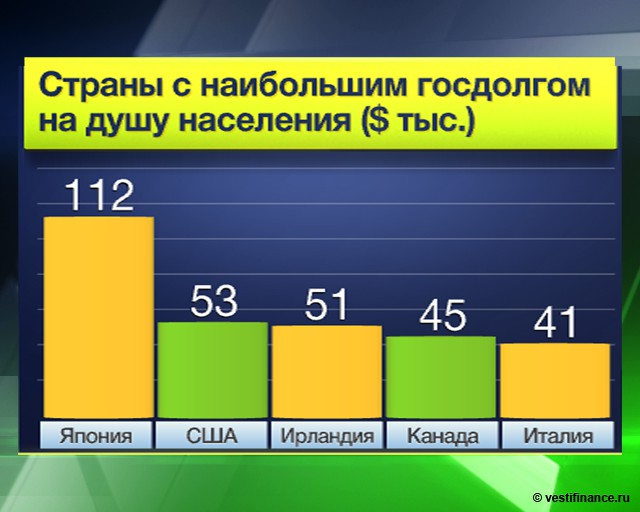 Страны с наибольшим госдолгом
на душу населения ($ тыс.)
112
53
51
45
41
Япония
США
Ирландия
Канада
Италия
© vestifinance.ru